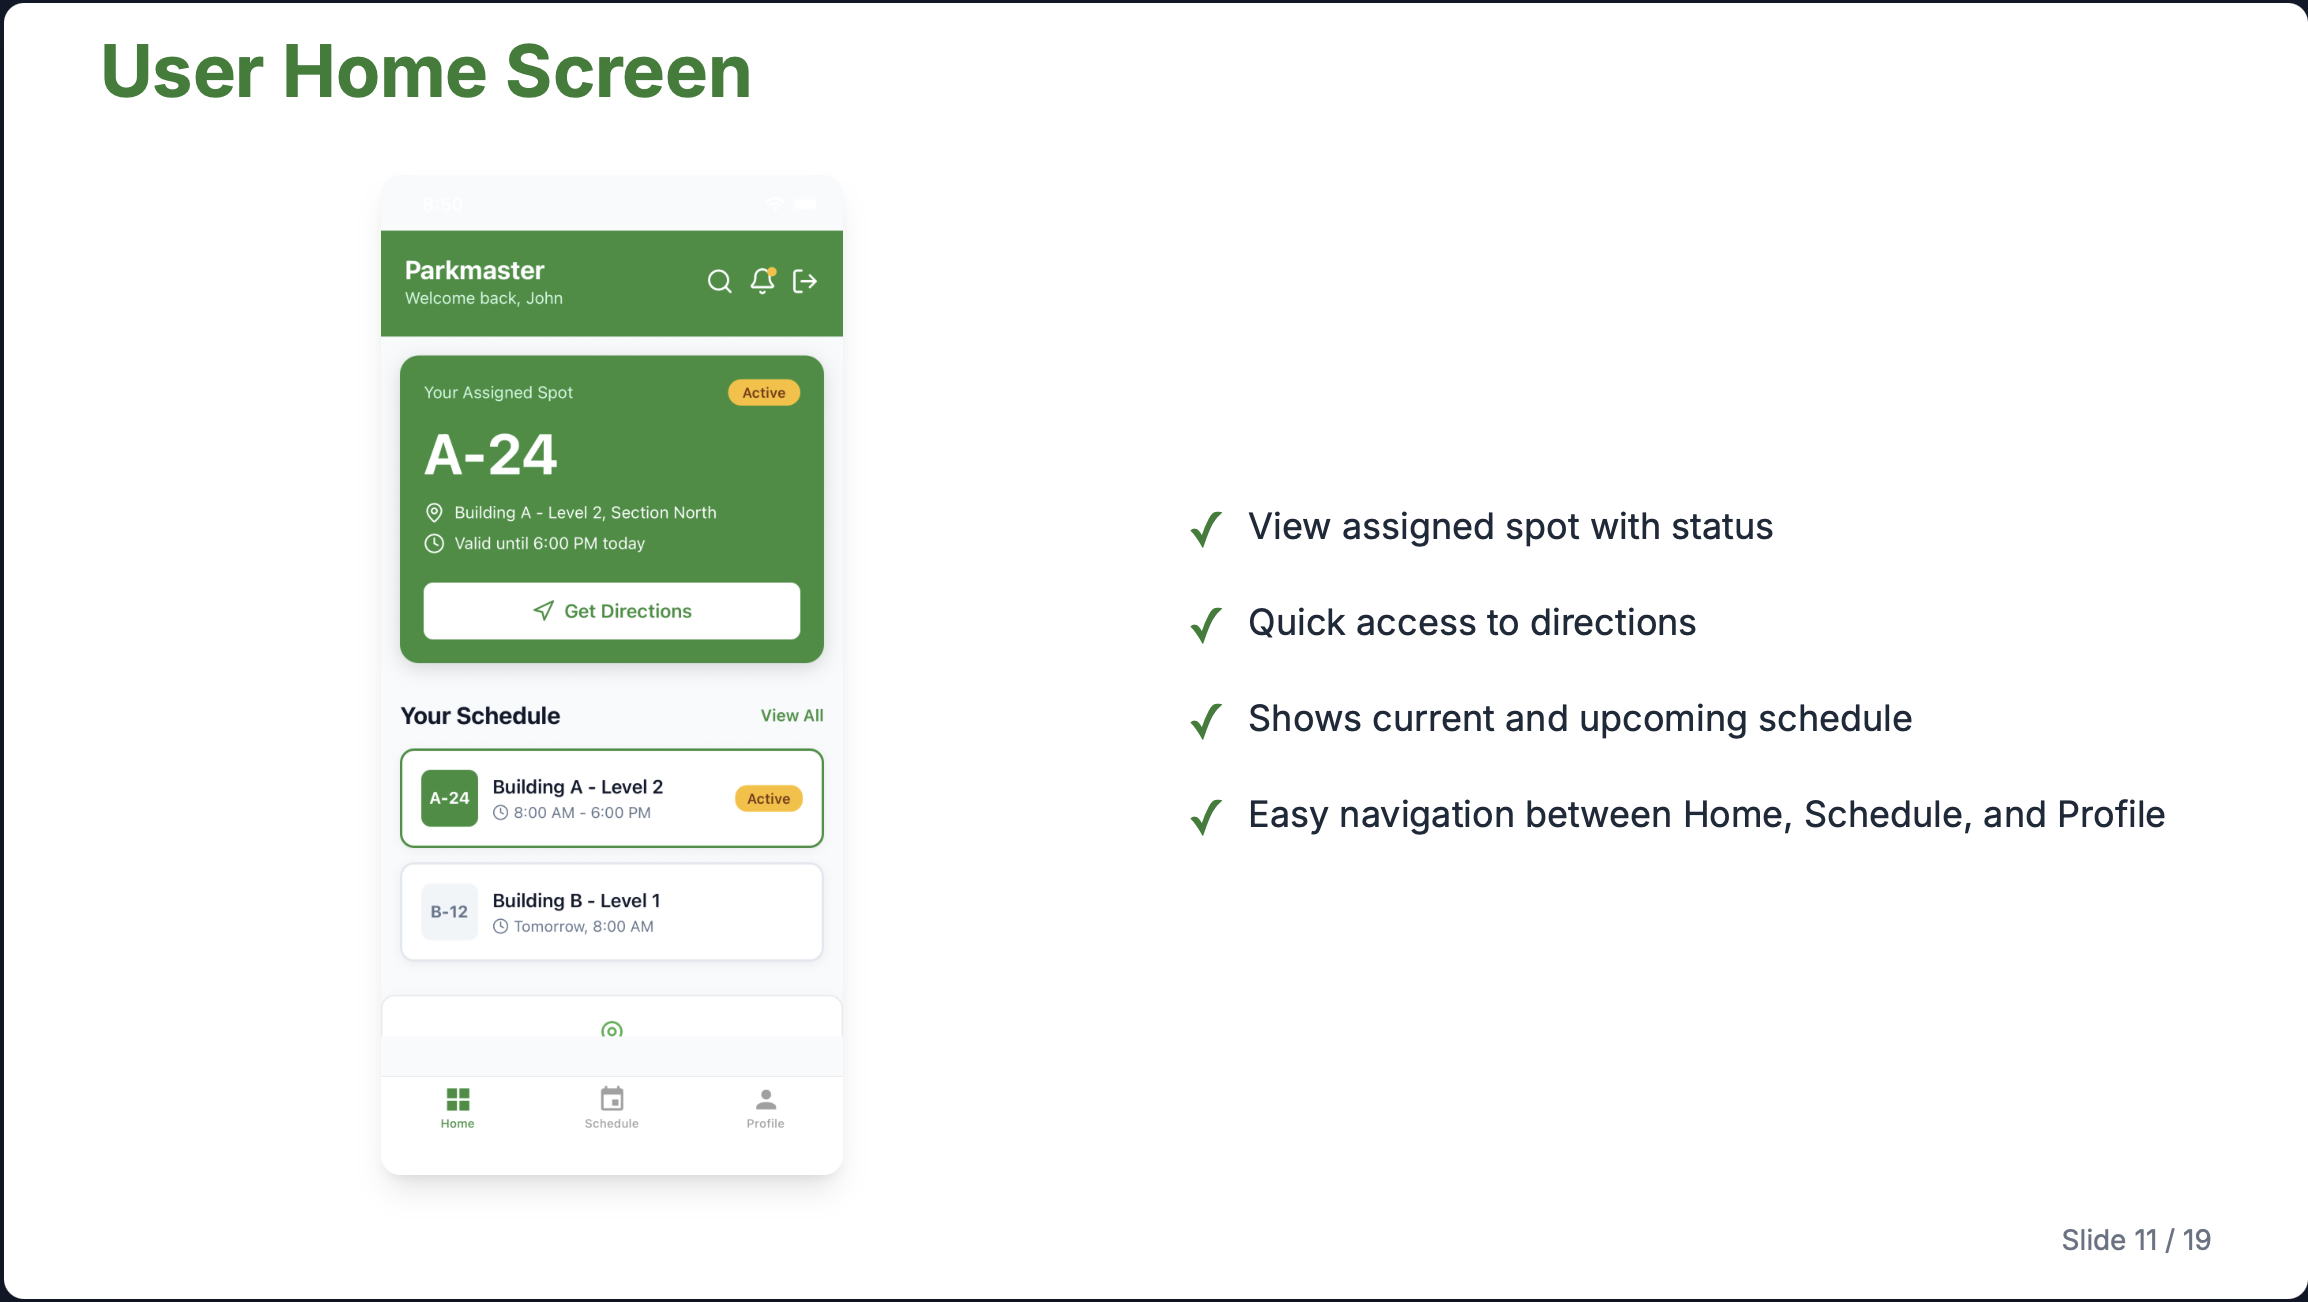 User Home Screen
8:50
Parkmaster
Welcome back, John
Your Assigned Spot
Active
A-24
Building A - Level 2, Section North
Valid until 6:00 PM today
Get Directions
Your Schedule
View All
A-24
Building A - Level 2
8:00 AM - 6:00 PM
Active
B-12
Building B - Level 1
Tomorrow, 8:00 AM
Home
Schedule
Profile
View assigned spot with status
Quick access to directions
Shows current and upcoming schedule
Easy navigation between Home, Schedule, and Profile
Slide 11 / 19